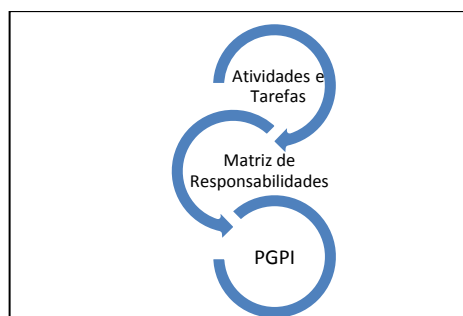 Atividades e
Tarefas
Matriz de
Responsabilidades
PGPI